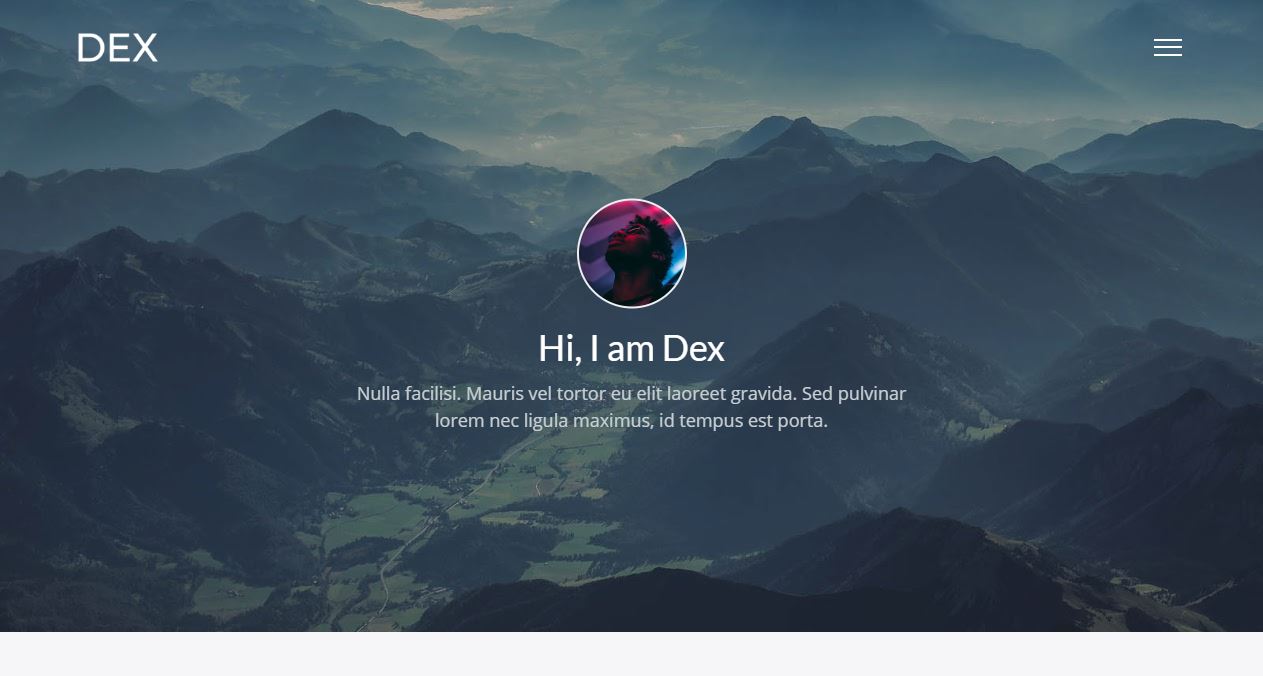 DEX
Hi, I am Dex
Nulla facilisi. Mauris vel tortor eu elit laoreet gravida. Sed pulvinar
lorem nec ligula maximus, id tempus est porta.